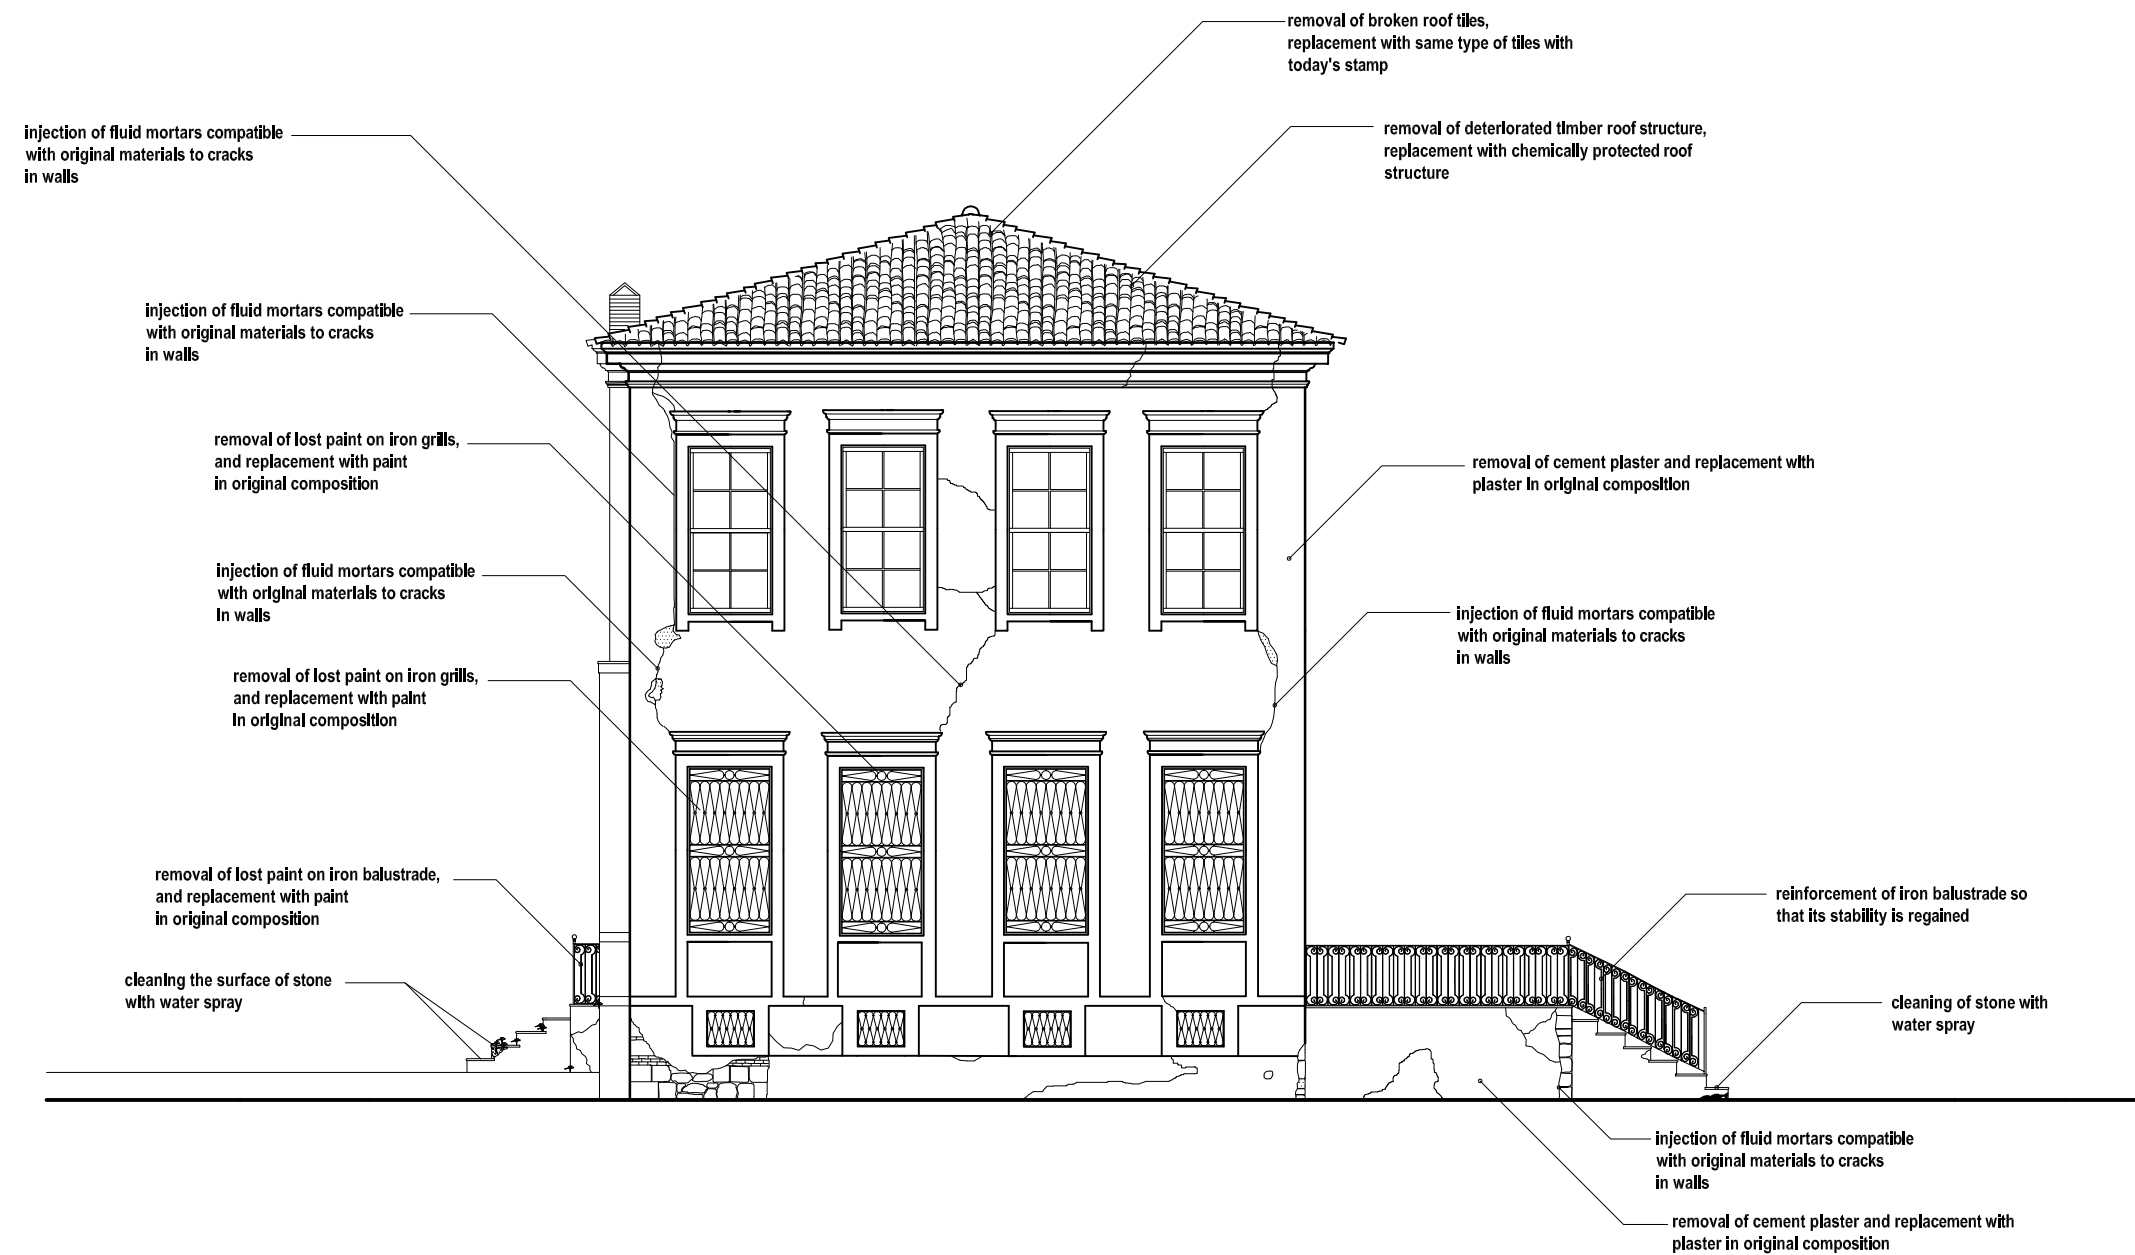 removal of broken roof tiles,
replacement with same type of tiles with
today's stamp
injection of fluid mortars compatible
with original materials to cracks
in walls
removal of deteriorated timber roof structure,
replacement with chemically protected roof
structure
injection of fluid mortars compatible
with original materials to cracks
in walls
removal of lost paint on iron grills,
and replacement with paint
in original composition
removal of cement plaster and replacement with
plaster in original composition
injection of fluid mortars compatible
with original materials to cracks
in walls
injection of fluid mortars compatible
with original materials to cracks
in walls
removal of lost paint on iron grills,
and replacement with paint
in original composition
removal of lost paint on iron balustrade,
and replacement with paint
in original composition
reinforcement of iron balustrade so
that its stability is regained
cleaning the surface of stone
with water spray
cleaning of stone with
water spray
injection of fluid mortars compatible
with original materials to cracks
in walls
removal of cement plaster and replacement with
plaster in original composition